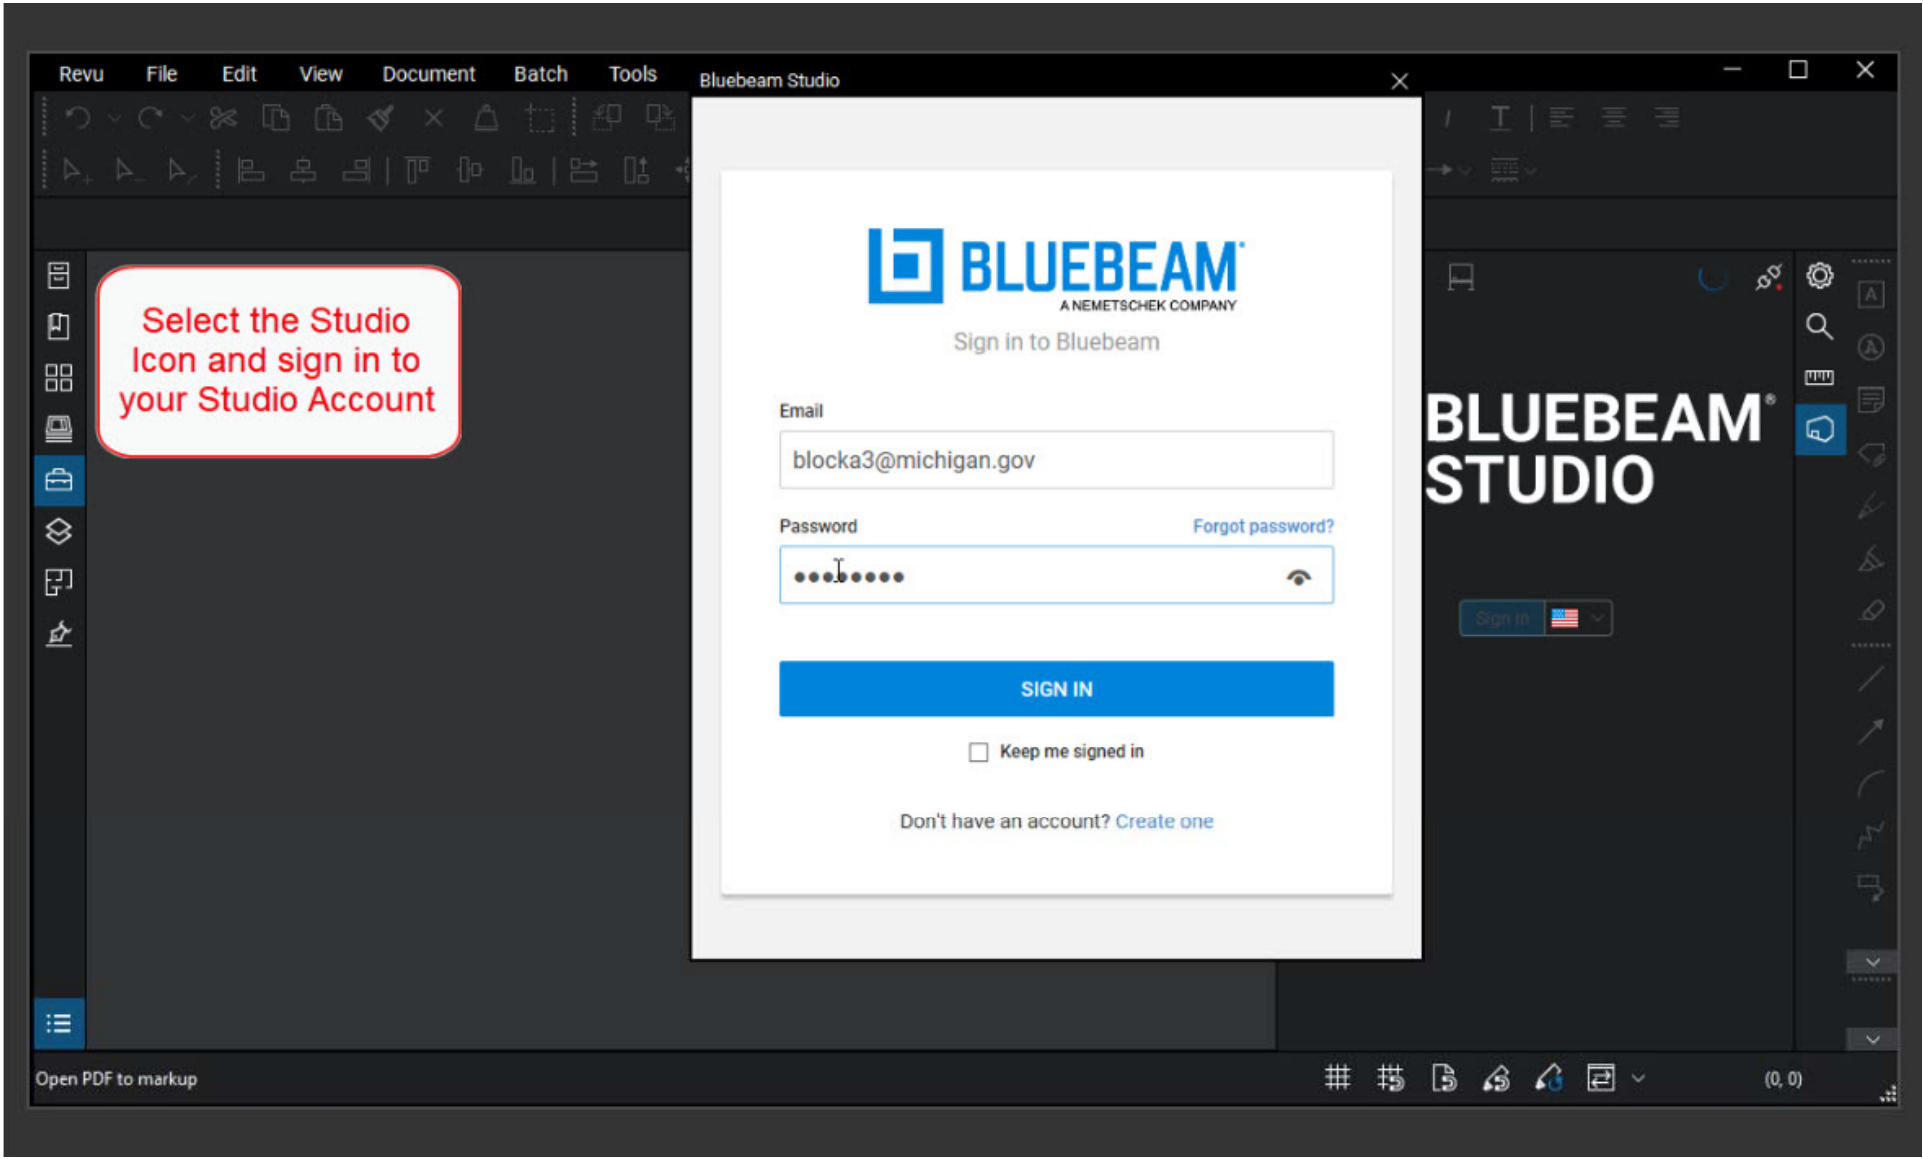 Revu File Edit View Document Batch Tools
Bluebeam Studio
Select the Studio
Icon and sign in to
your Studio Account
BLUEBEAM®
A NEMETSCHEK COMPANY
Sign in to Bluebeam
Email
blocka3@michigan.gov
Password Forgot password?
SIGN IN
Keep me signed in
Don't have an account? Create one
BLUEBEAM®
STUDIO
Sign In
Open PDF to markup
(0, 0)